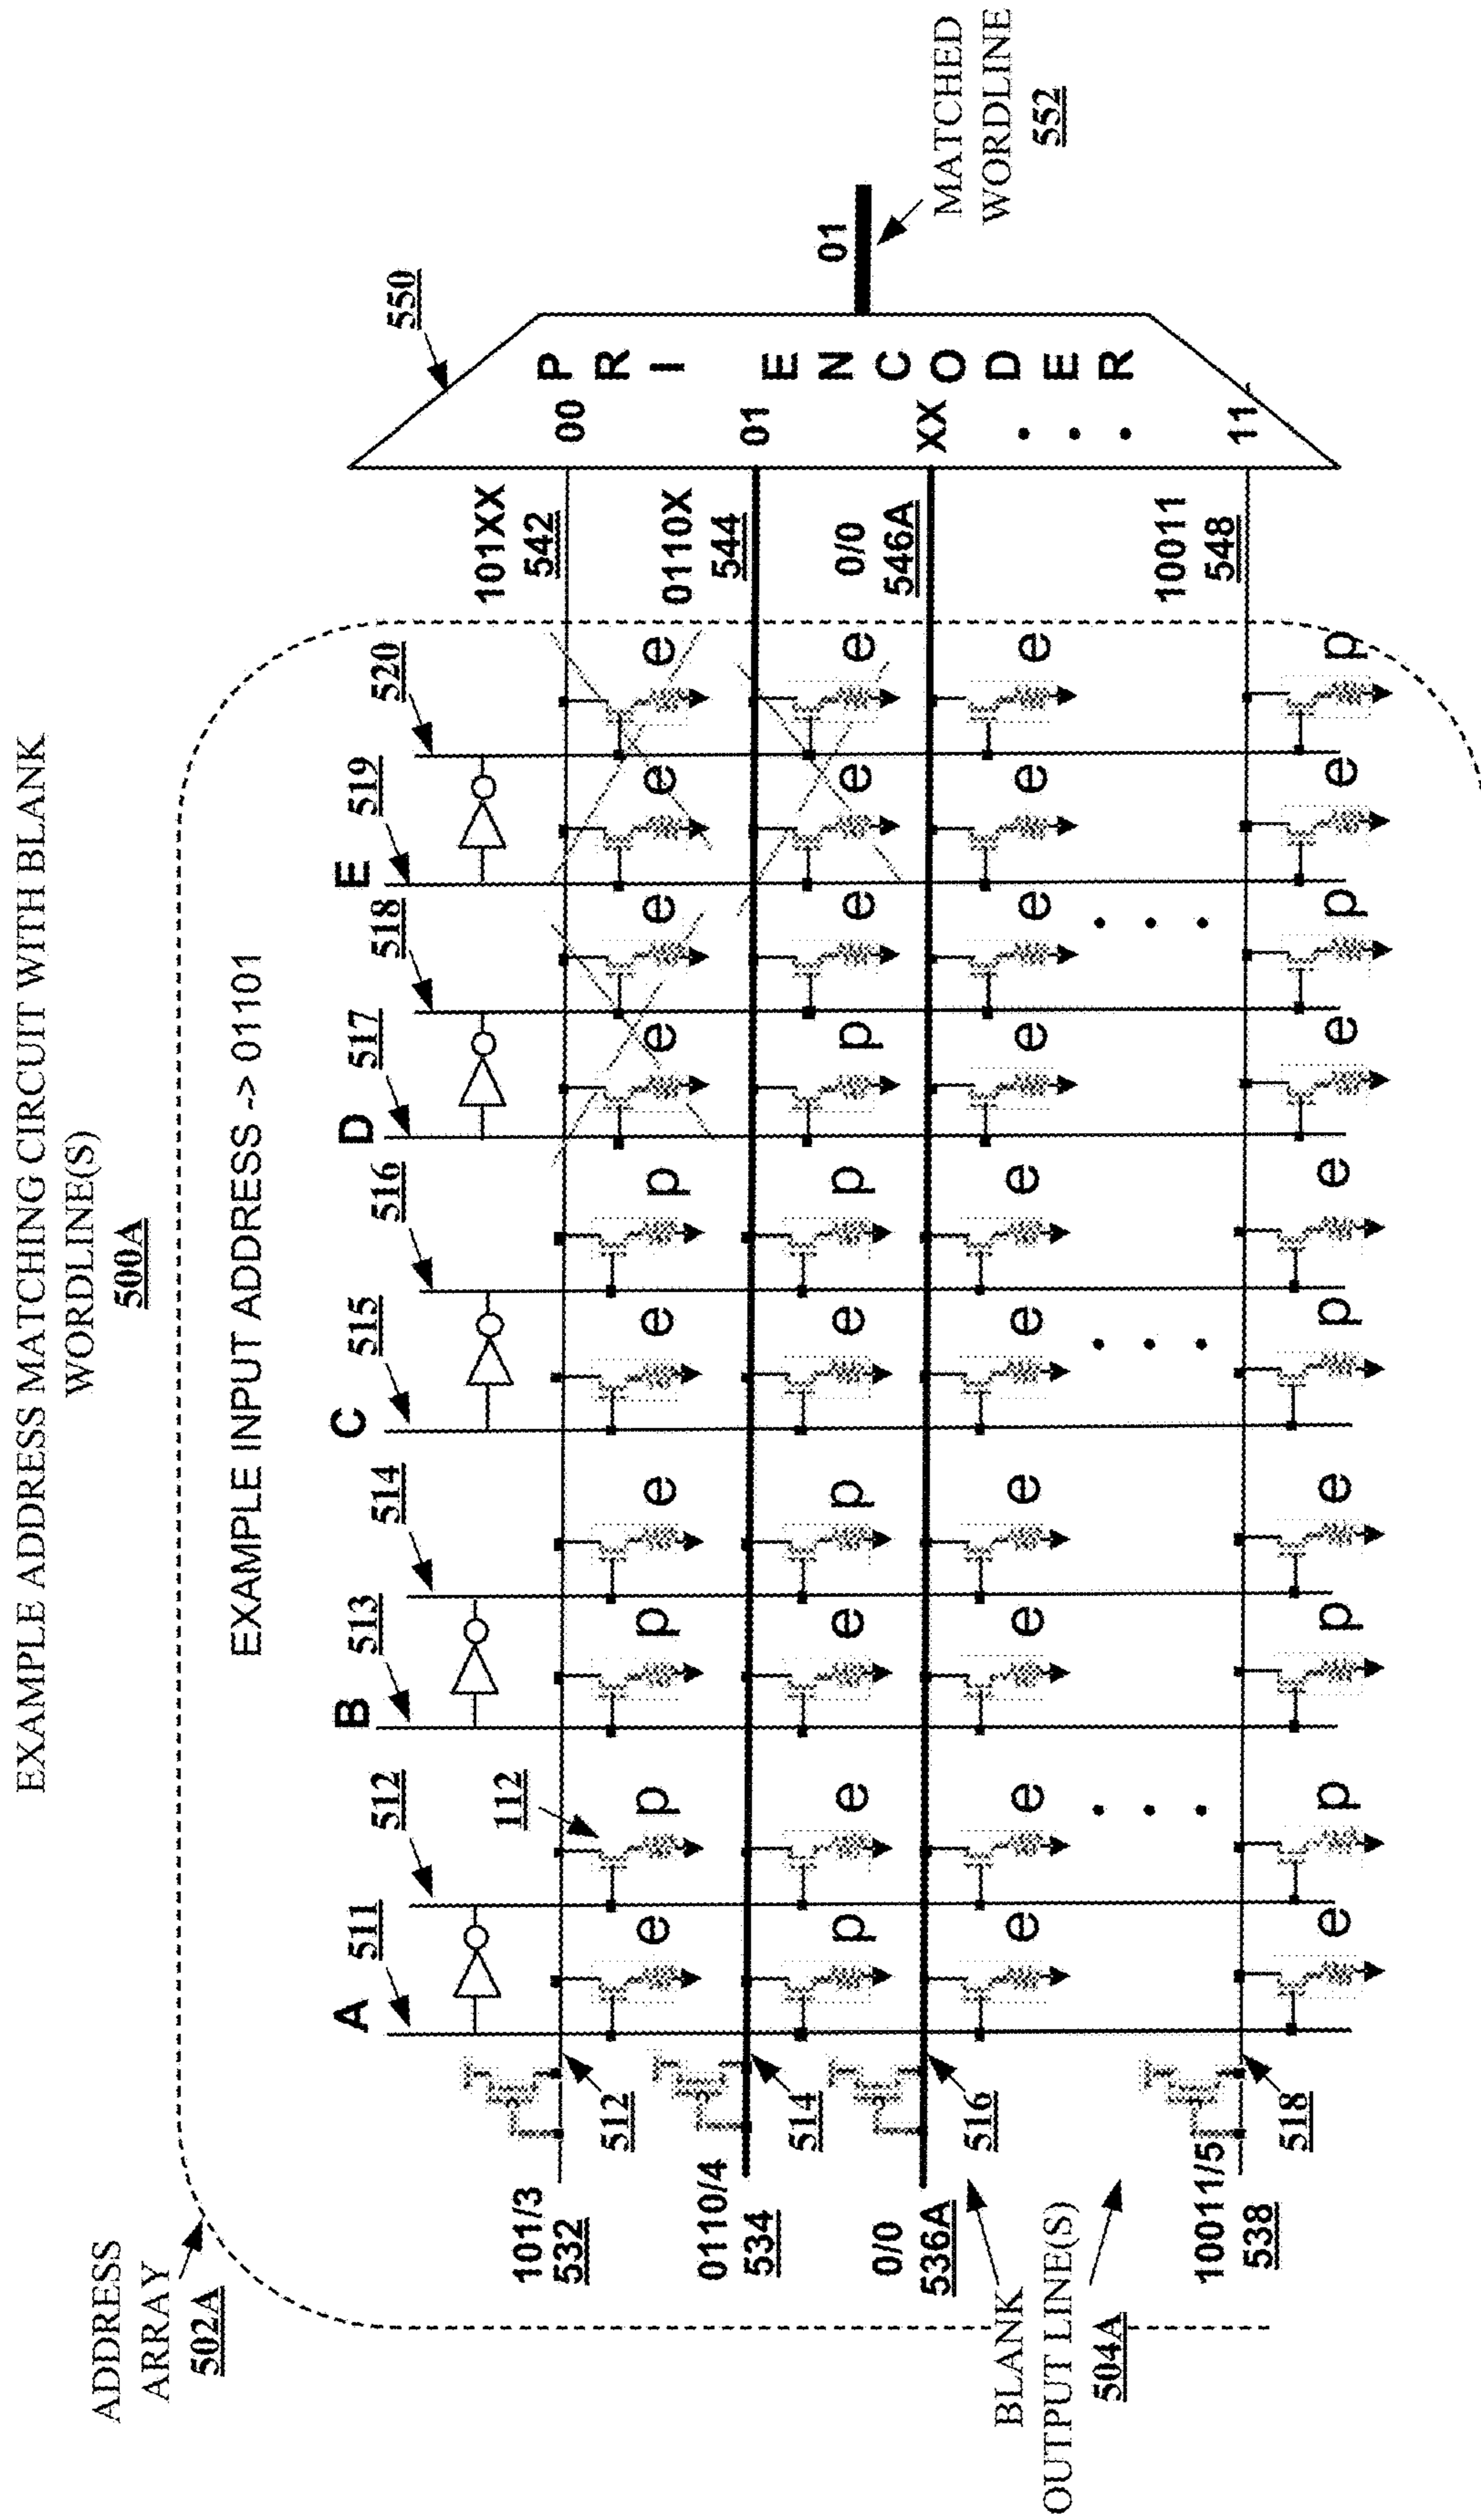 EXAMPLE ADDRESS MATCHING CIRCUIT WITH BLANK
WORDLINE(S)
500A
ADDRESS
ARRAY
502A
EXAMPLE INPUT ADDRESS -> 01101
A 511 512 B 513 514 C 515 516 D 517 518 E 519 520
550
112
101/3
532
512
e p p e e p e e e e
101XX
542
00
0110/4
534
514
p e e p e p p e e e
0110X
544
01
0/0
536A
516
e e e e e e e e e e
0/0
546A
XX
BLANK
OUTPUT LINE(S)
504A
10011/5
538
518
e p p e p e e p e p
10011
548
11
PRI ENCODER
01
MATCHED
WORDLINE
552